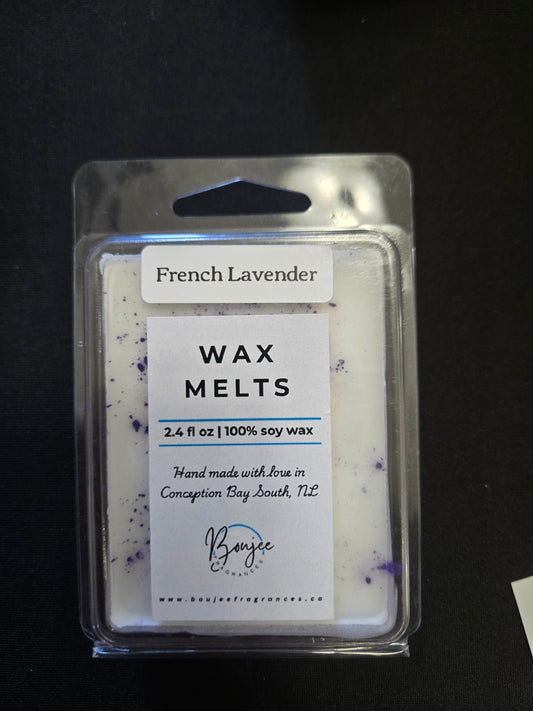 French Lavender
WAX
MELTS
2.4 fl oz | 100% soy wax
Hand made with love in
Conception Bay South, NL
Boujee
FRAGRANCES
www.boujeefragrances.ca